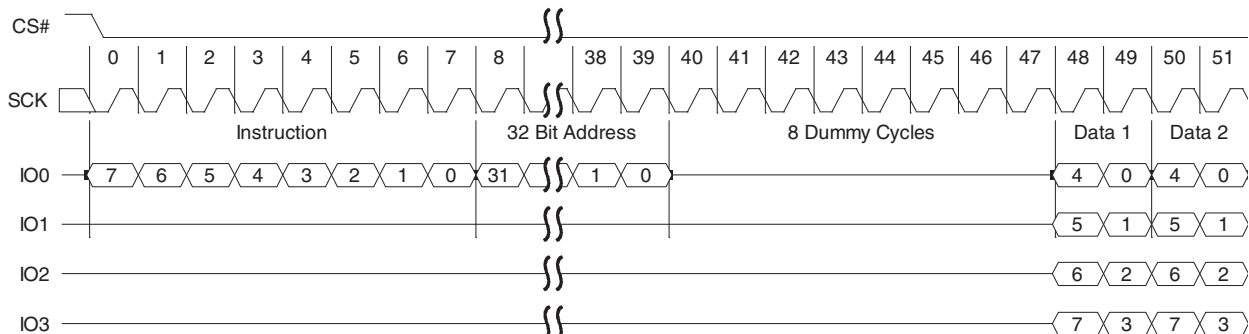 CS#
0 1 2 3 4 5 6 7 8 38 39 40 41 42 43 44 45 46 47 48 49 50 51
SCK
Instruction 32 Bit Address 8 Dummy Cycles Data 1 Data 2
IO0 7 6 5 4 3 2 1 0 31 1 0 4 0 4 0
IO1 5 1 5 1
IO2 6 2 6 2
IO3 7 3 7 3